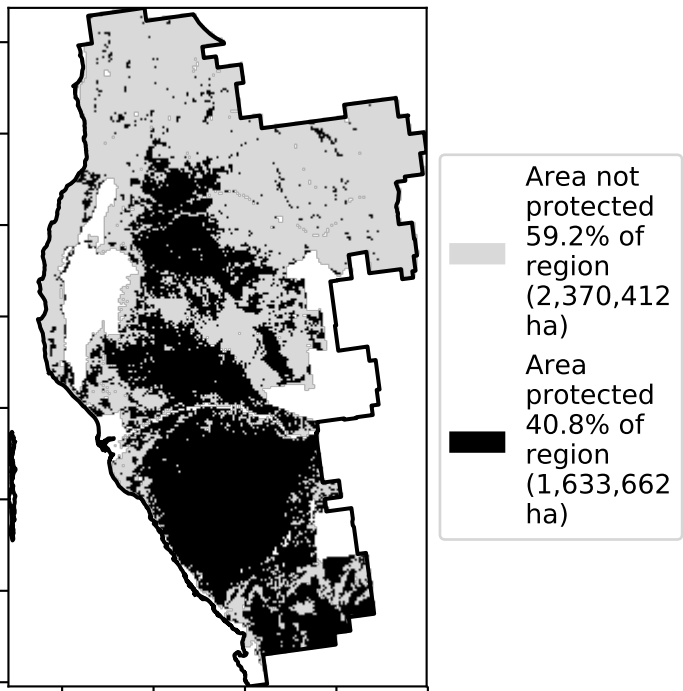 Area not
protected
59.2% of
region
(2,370,412
ha)
Area
protected
40.8% of
region
(1,633,662
ha)